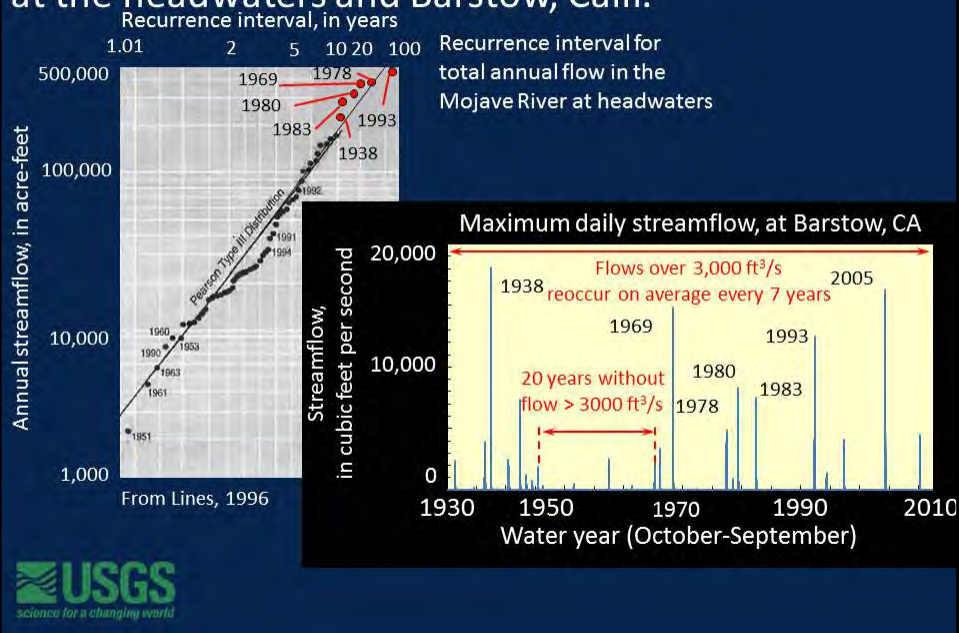 at the headwaters and Barstow, Calif.
Recurrence interval, in years
1.01 2 5 10 20 100
Recurrence interval for
total annual flow in the
Mojave River at headwaters
Annual streamflow, in acre-feet
500,000
100,000
10,000
1,000
1969
1978
1980
1983
1993
1938
1992
Pearson Type III Distribution
1991
1994
1960
1953
1990
1963
1961
1951
From Lines, 1996
Maximum daily streamflow, at Barstow, CA
Streamflow,
in cubic feet per second
20,000
10,000
0
Flows over 3,000 ft³/s
reoccur on average every 7 years
1938
2005
1969
1993
1980
1983
1978
20 years without
flow > 3000 ft³/s
1930 1950 1970 1990 2010
Water year (October-September)
USGS
science for a changing world